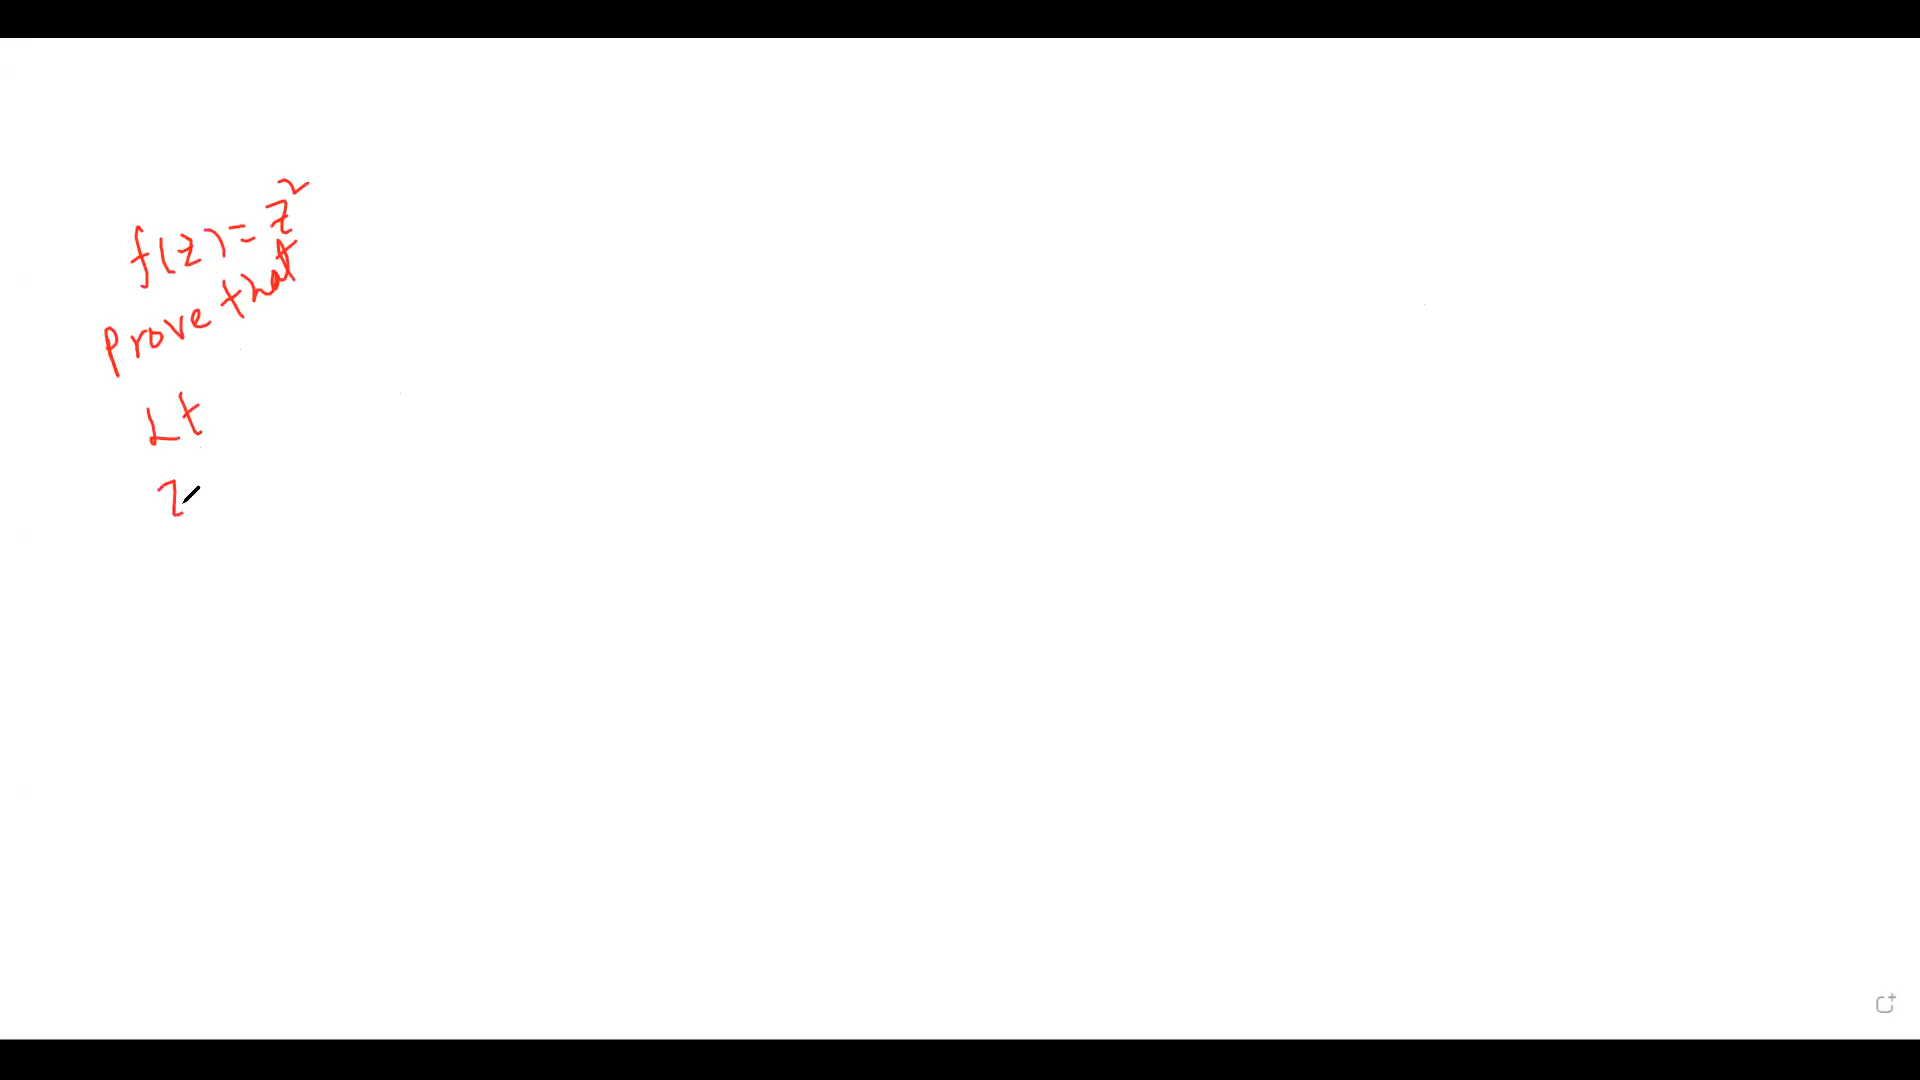 f(z) = z²
Prove that
Lt
z